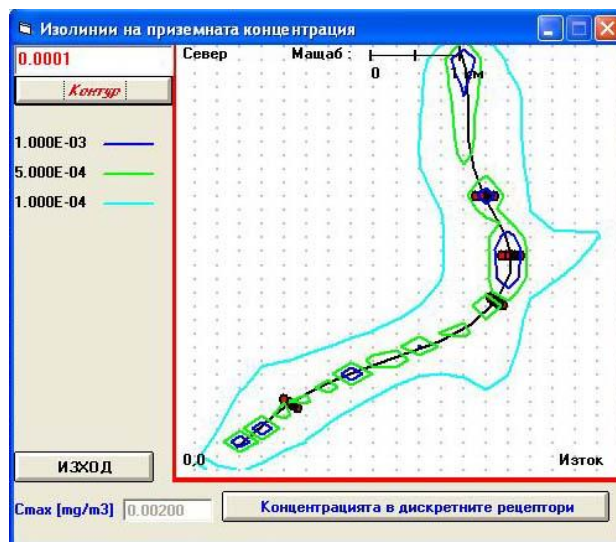 Изолинии на приземната концентрация
0.0001
Контур
1.000E-03
5.000E-04
1.000E-04
Север
Мащаб :
0
км
0,0
Изток
ИЗХОД
Cmax [mg/m3]
0.00200
Концентрацията в дискретните рецептори